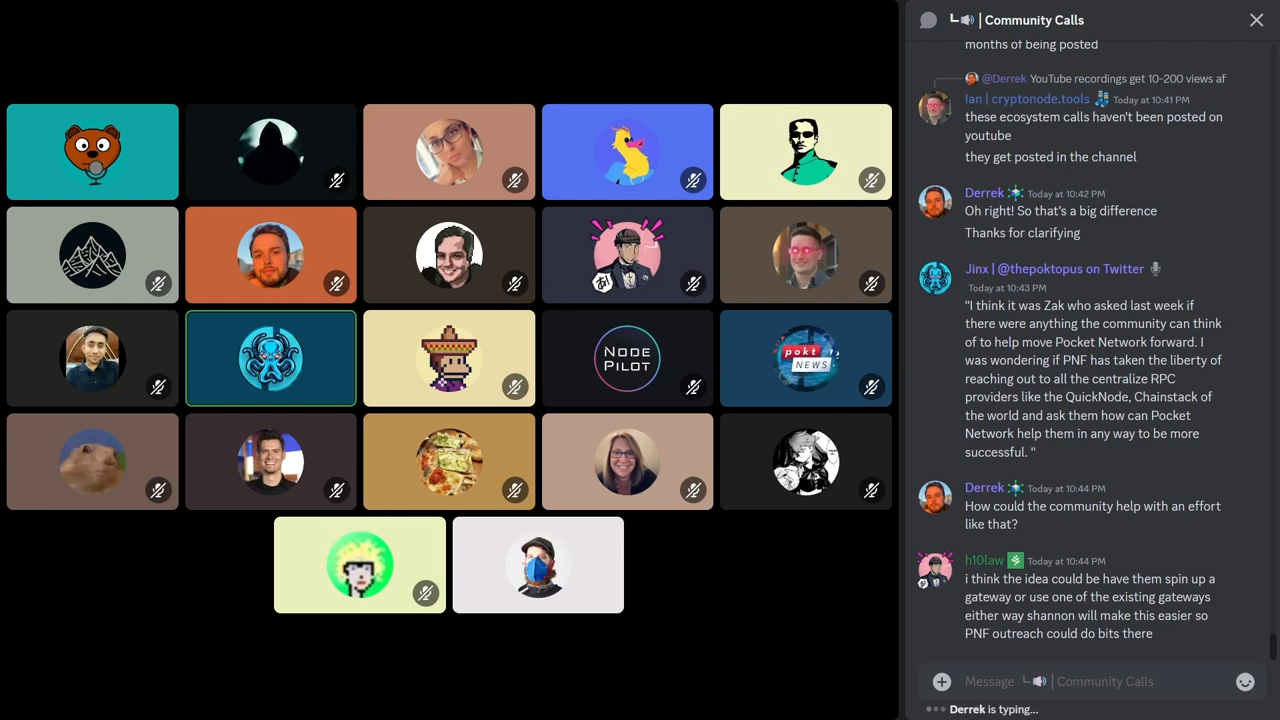 Community Calls
months of being posted
@Derrek YouTube recordings get 10-200 views af
Ian | cryptonode.tools Today at 10:41 PM
these ecosystem calls haven't been posted on
youtube
they get posted in the channel
Derrek Today at 10:42 PM
Oh right! So that's a big difference
Thanks for clarifying
Jinx | @thepoktopus on Twitter
Today at 10:43 PM
"I think it was Zak who asked last week if
there were anything the community can think
of to help move Pocket Network forward. I
was wondering if PNF has taken the liberty of
reaching out to all the centralize RPC
providers like the QuickNode, Chainstack of
the world and ask them how can Pocket
Network help them in any way to be more
successful. "
Derrek Today at 10:44 PM
How could the community help with an effort
like that?
h10law Today at 10:44 PM
i think the idea could be have them spin up a
gateway or use one of the existing gateways
either way shannon will make this easier so
PNF outreach could do bits there
Message Community Calls
Derrek is typing...
NODE
PILOT
pokt
NEWS